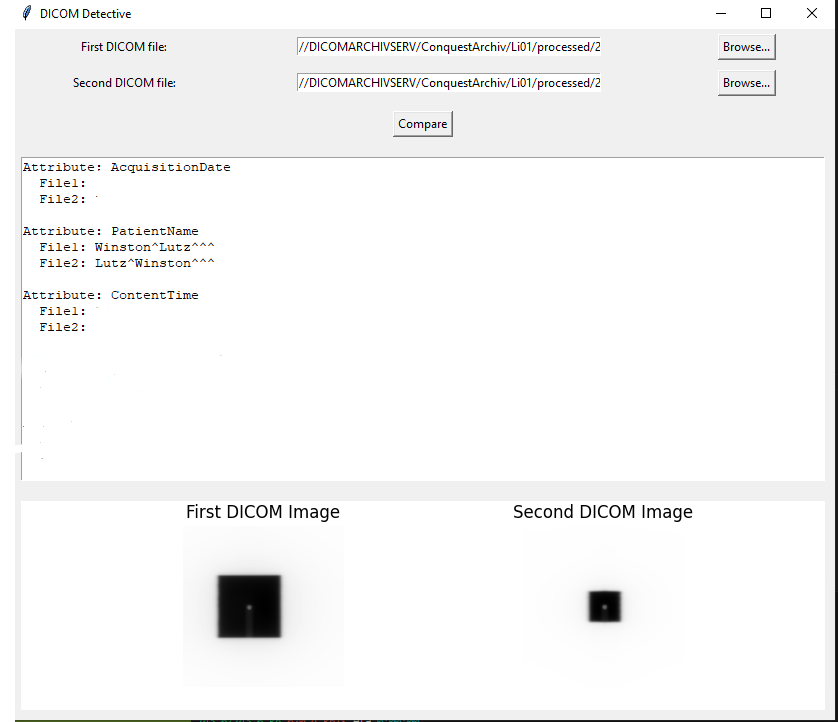 DICOM Detective
First DICOM file: //DICOMARCHIVSERV/ConquestArchiv/Li01/processed/2 Browse...
Second DICOM file: //DICOMARCHIVSERV/ConquestArchiv/Li01/processed/2 Browse...
Compare
Attribute: AcquisitionDate
File1:
File2:
Attribute: PatientName
File1: Winston^Lutz^^^
File2: Lutz^Winston^^^
Attribute: ContentTime
File1:
File2:
First DICOM Image
Second DICOM Image